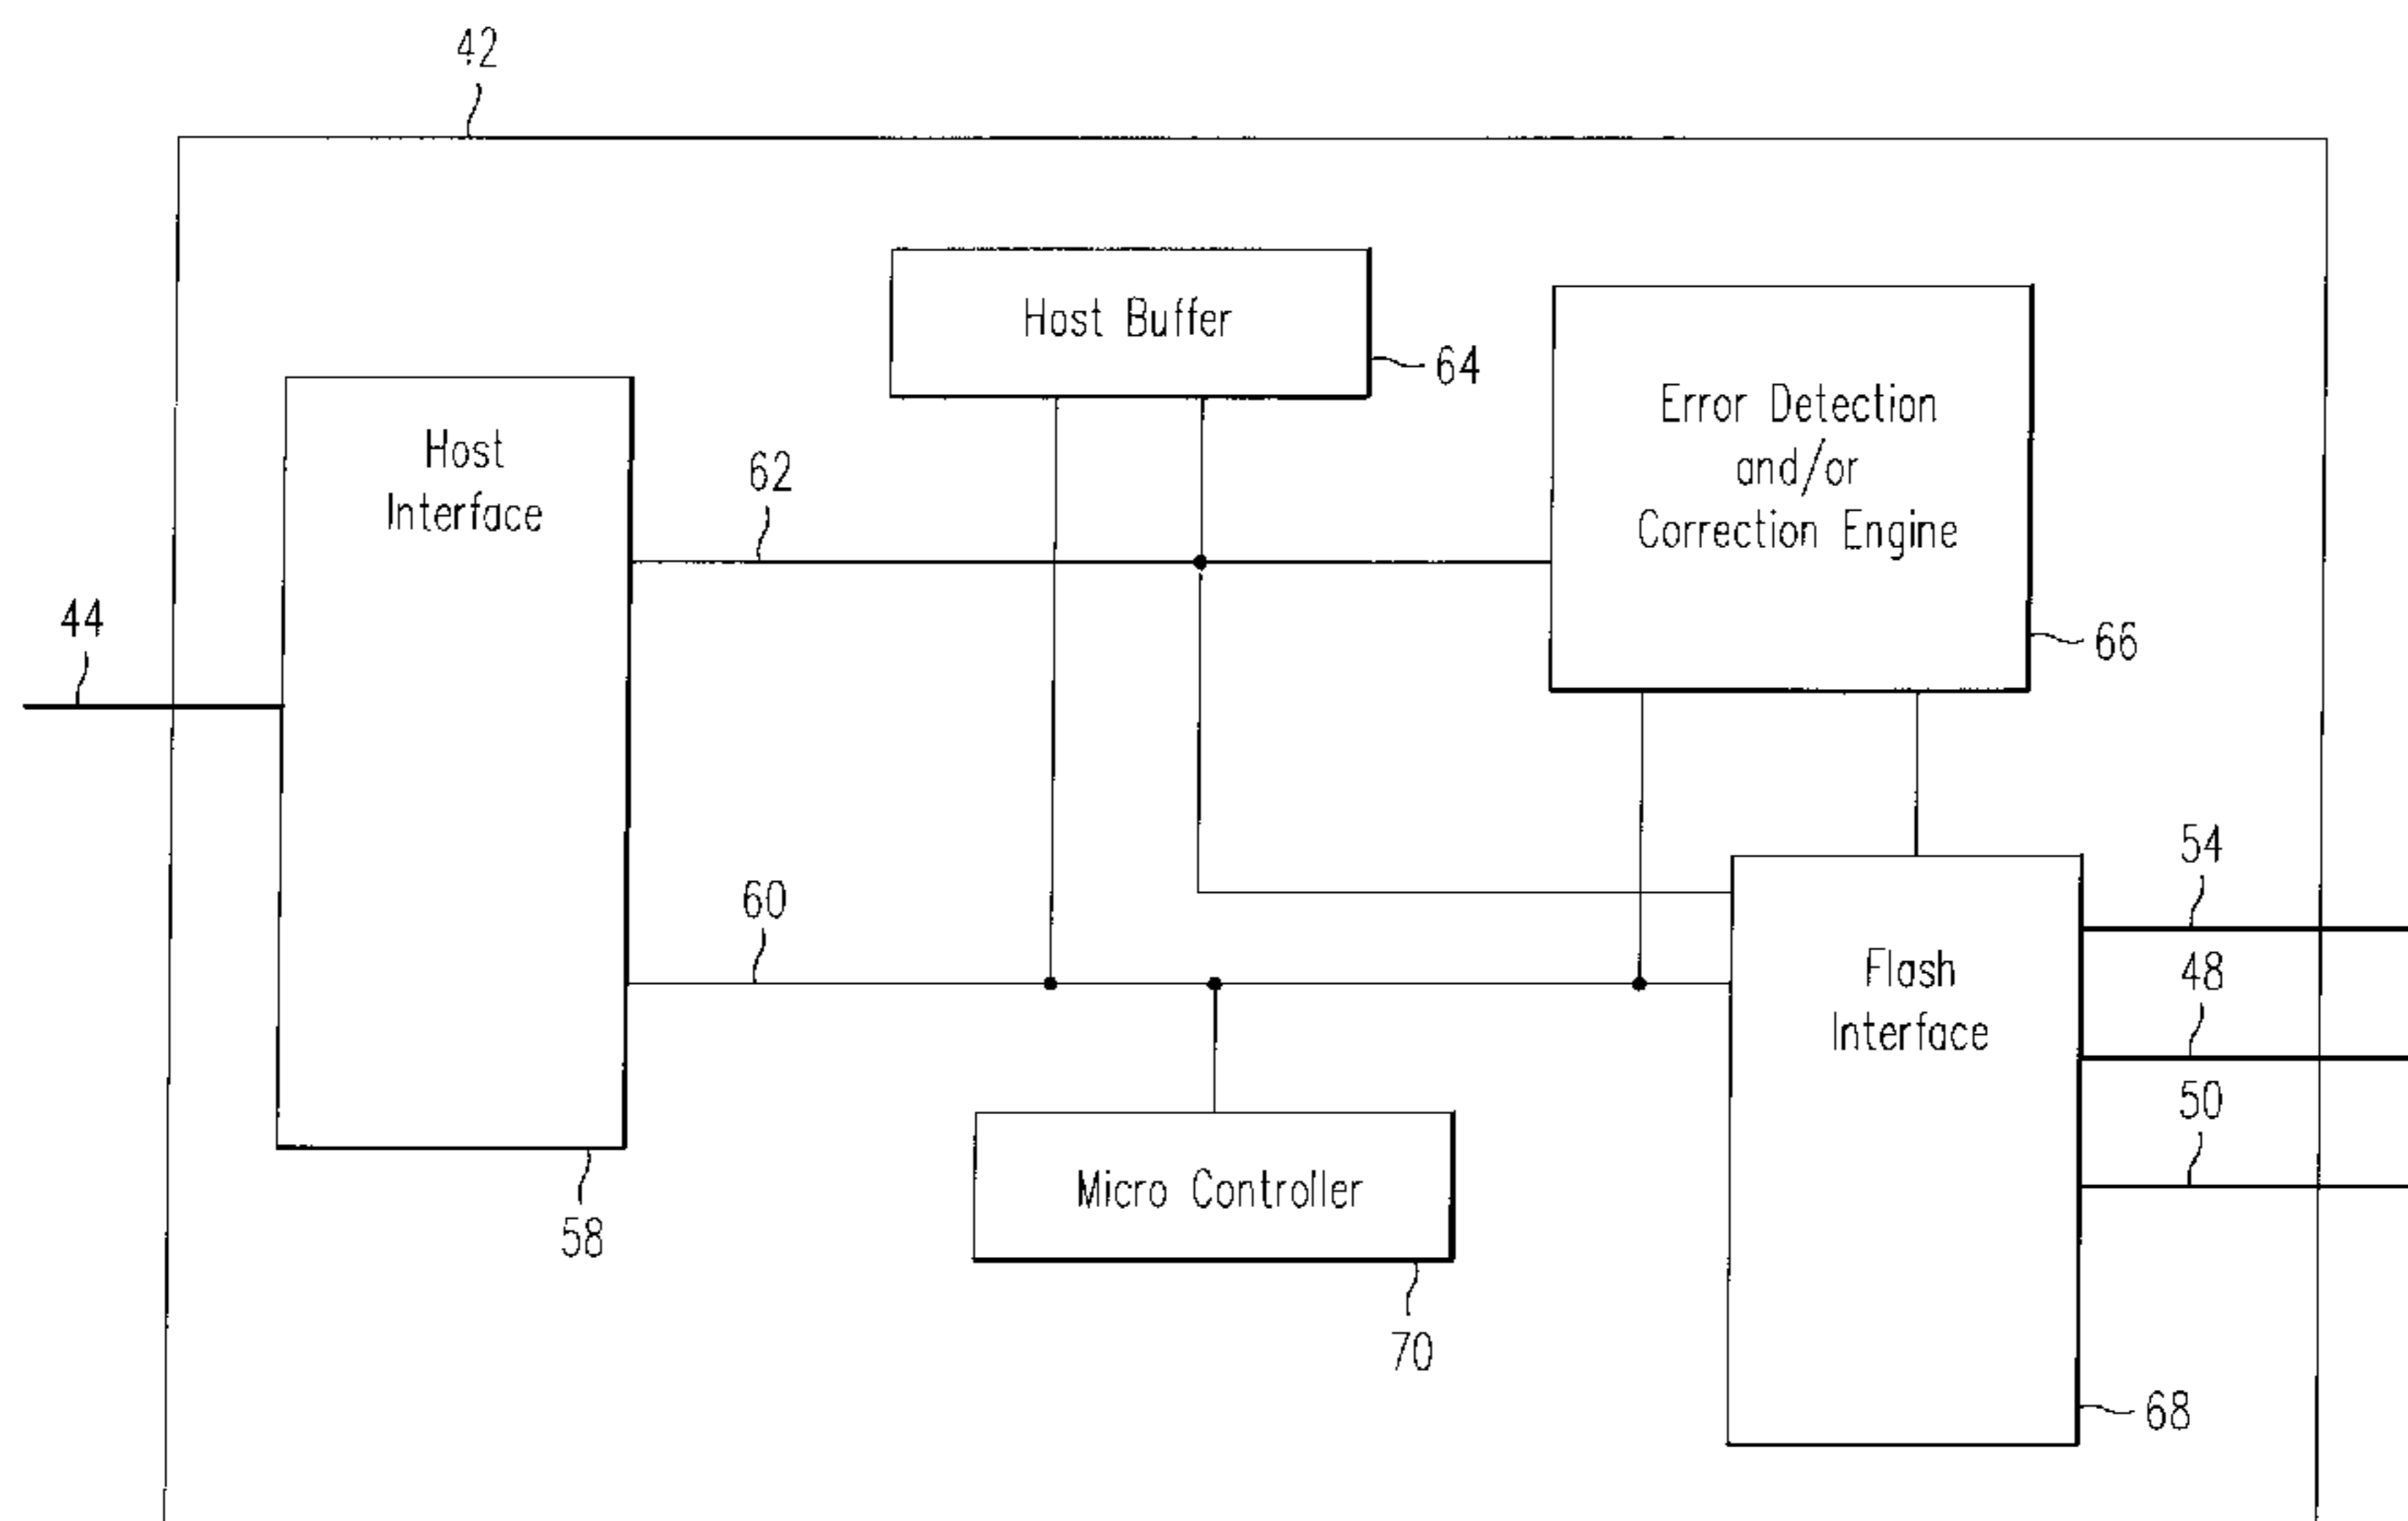 42
Host Buffer
64
Error Detection
and/or
Correction Engine
66
Host
Interface
62
44
60
54
48
50
Flash
Interface
Micro Controller
58
70
68